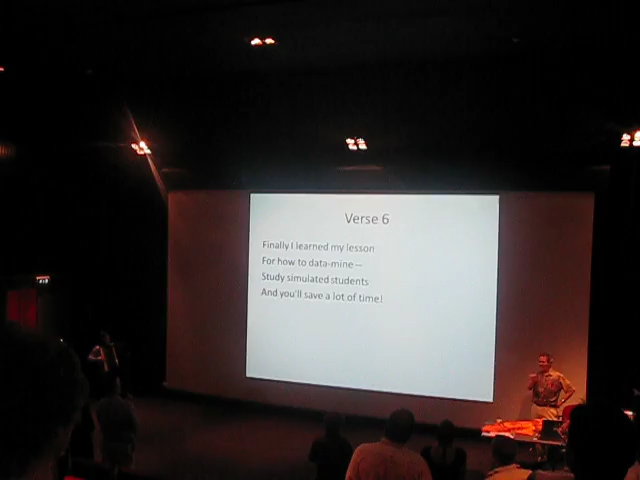 Verse 6
Finally I learned my lesson
For how to data-mine –
Study simulated students
And you'll save a lot of time!